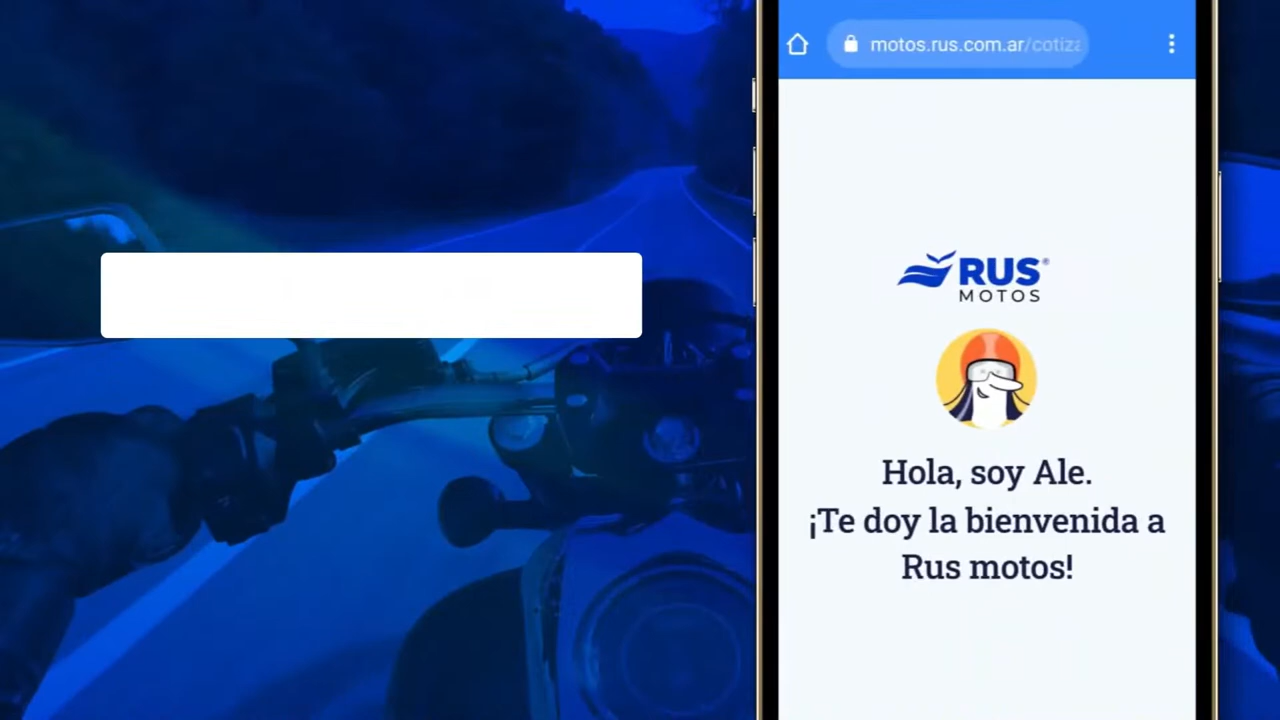 motos.rus.com.ar/cotiza
RUS®
MOTOS
Hola, soy Ale.
¡Te doy la bienvenida a
Rus motos!